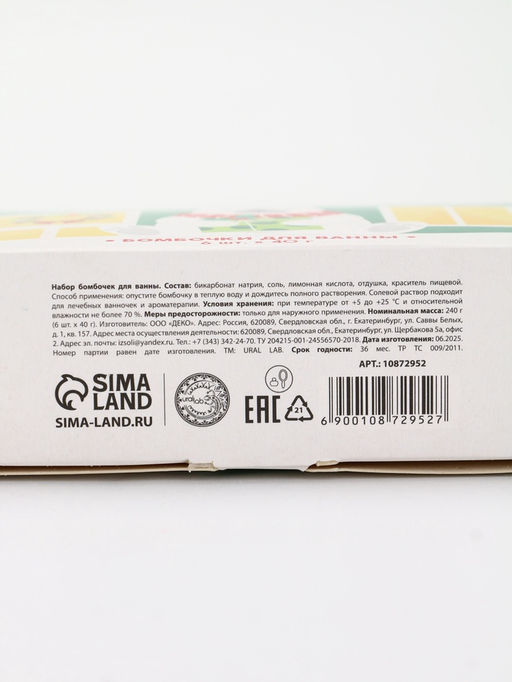 • БОМБОЧКИ ДЛЯ ВАННЫ •
6 шт. х 40 г
Набор бомбочек для ванны. Состав: бикарбонат натрия, соль, лимонная кислота, отдушка, краситель пищевой.
Способ применения: опустите бомбочку в теплую воду и дождитесь полного растворения. Солевой раствор подходит
для лечебных ванночек и ароматерапии. Условия хранения: при температуре от +5 до +25 °С и относительной
влажности не более 70 %. Меры предосторожности: только для наружного применения. Номинальная масса: 240 г
(6 шт. х 40 г). Изготовитель: ООО «ДЕКО». Адрес: Россия, 620089, Свердловская обл., г. Екатеринбург, ул. Саввы Белых,
д. 1, кв. 157. Адрес места осуществления деятельности: 620089, Свердловская обл., Екатеринбург, ул. Щербакова 5а, офис
2. Адрес эл. почты: izsoli@yandex.ru. Тел.: +7 (343) 342-24-70. ТУ 204215-001-24556570-2018. Дата изготовления: 06.2025.
Номер партии равен дате изготовления. ТМ: URAL LAB. Срок годности: 36 мес. ТР ТС 009/2011.
АРТ.: 10872952
SIMA
LAND
SIMA-LAND.RU
ural lab
EAC
21
6 900108 729527